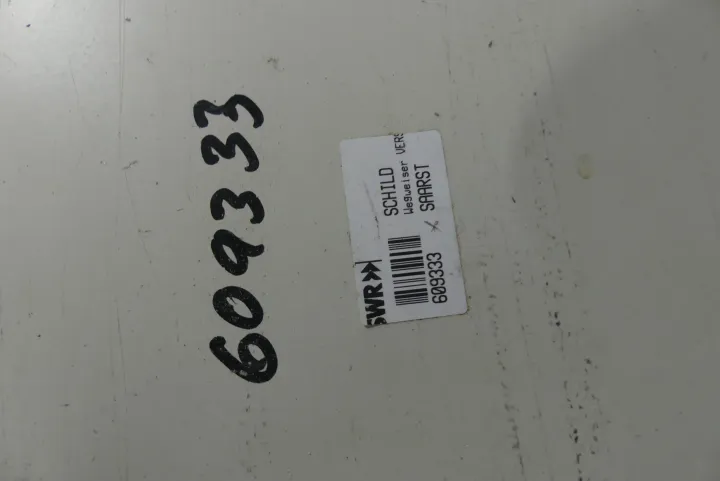 609333
SWR
SCHILD
Wegweiser VERS
609333 X SAARST